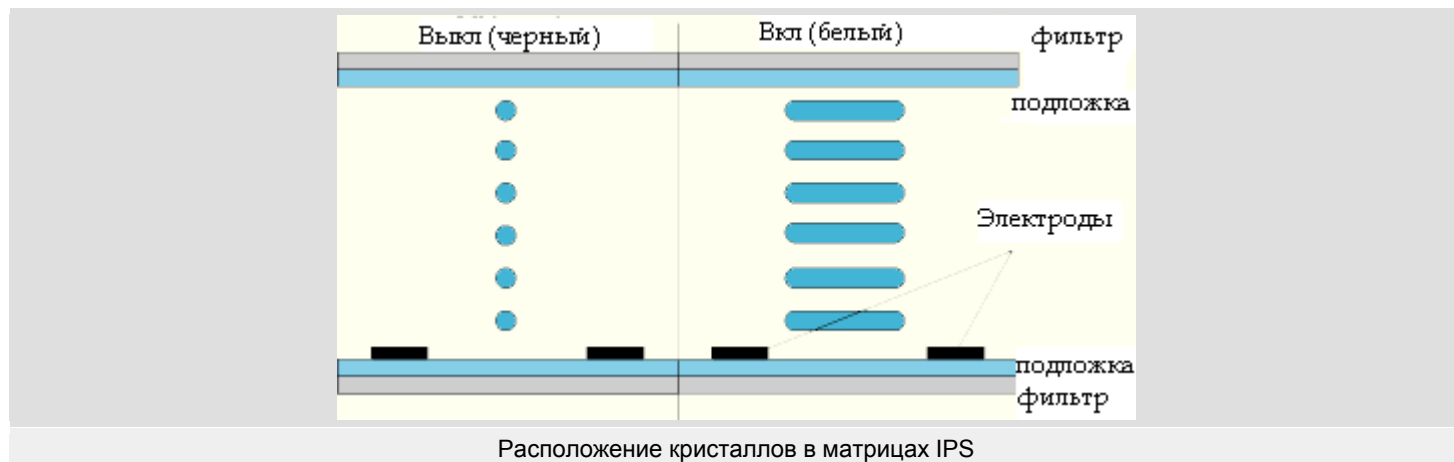 Выкл (черный)
Вкл (белый)
фильтр
подложка
Электроды
подложка
фильтр
Расположение кристаллов в матрицах IPS